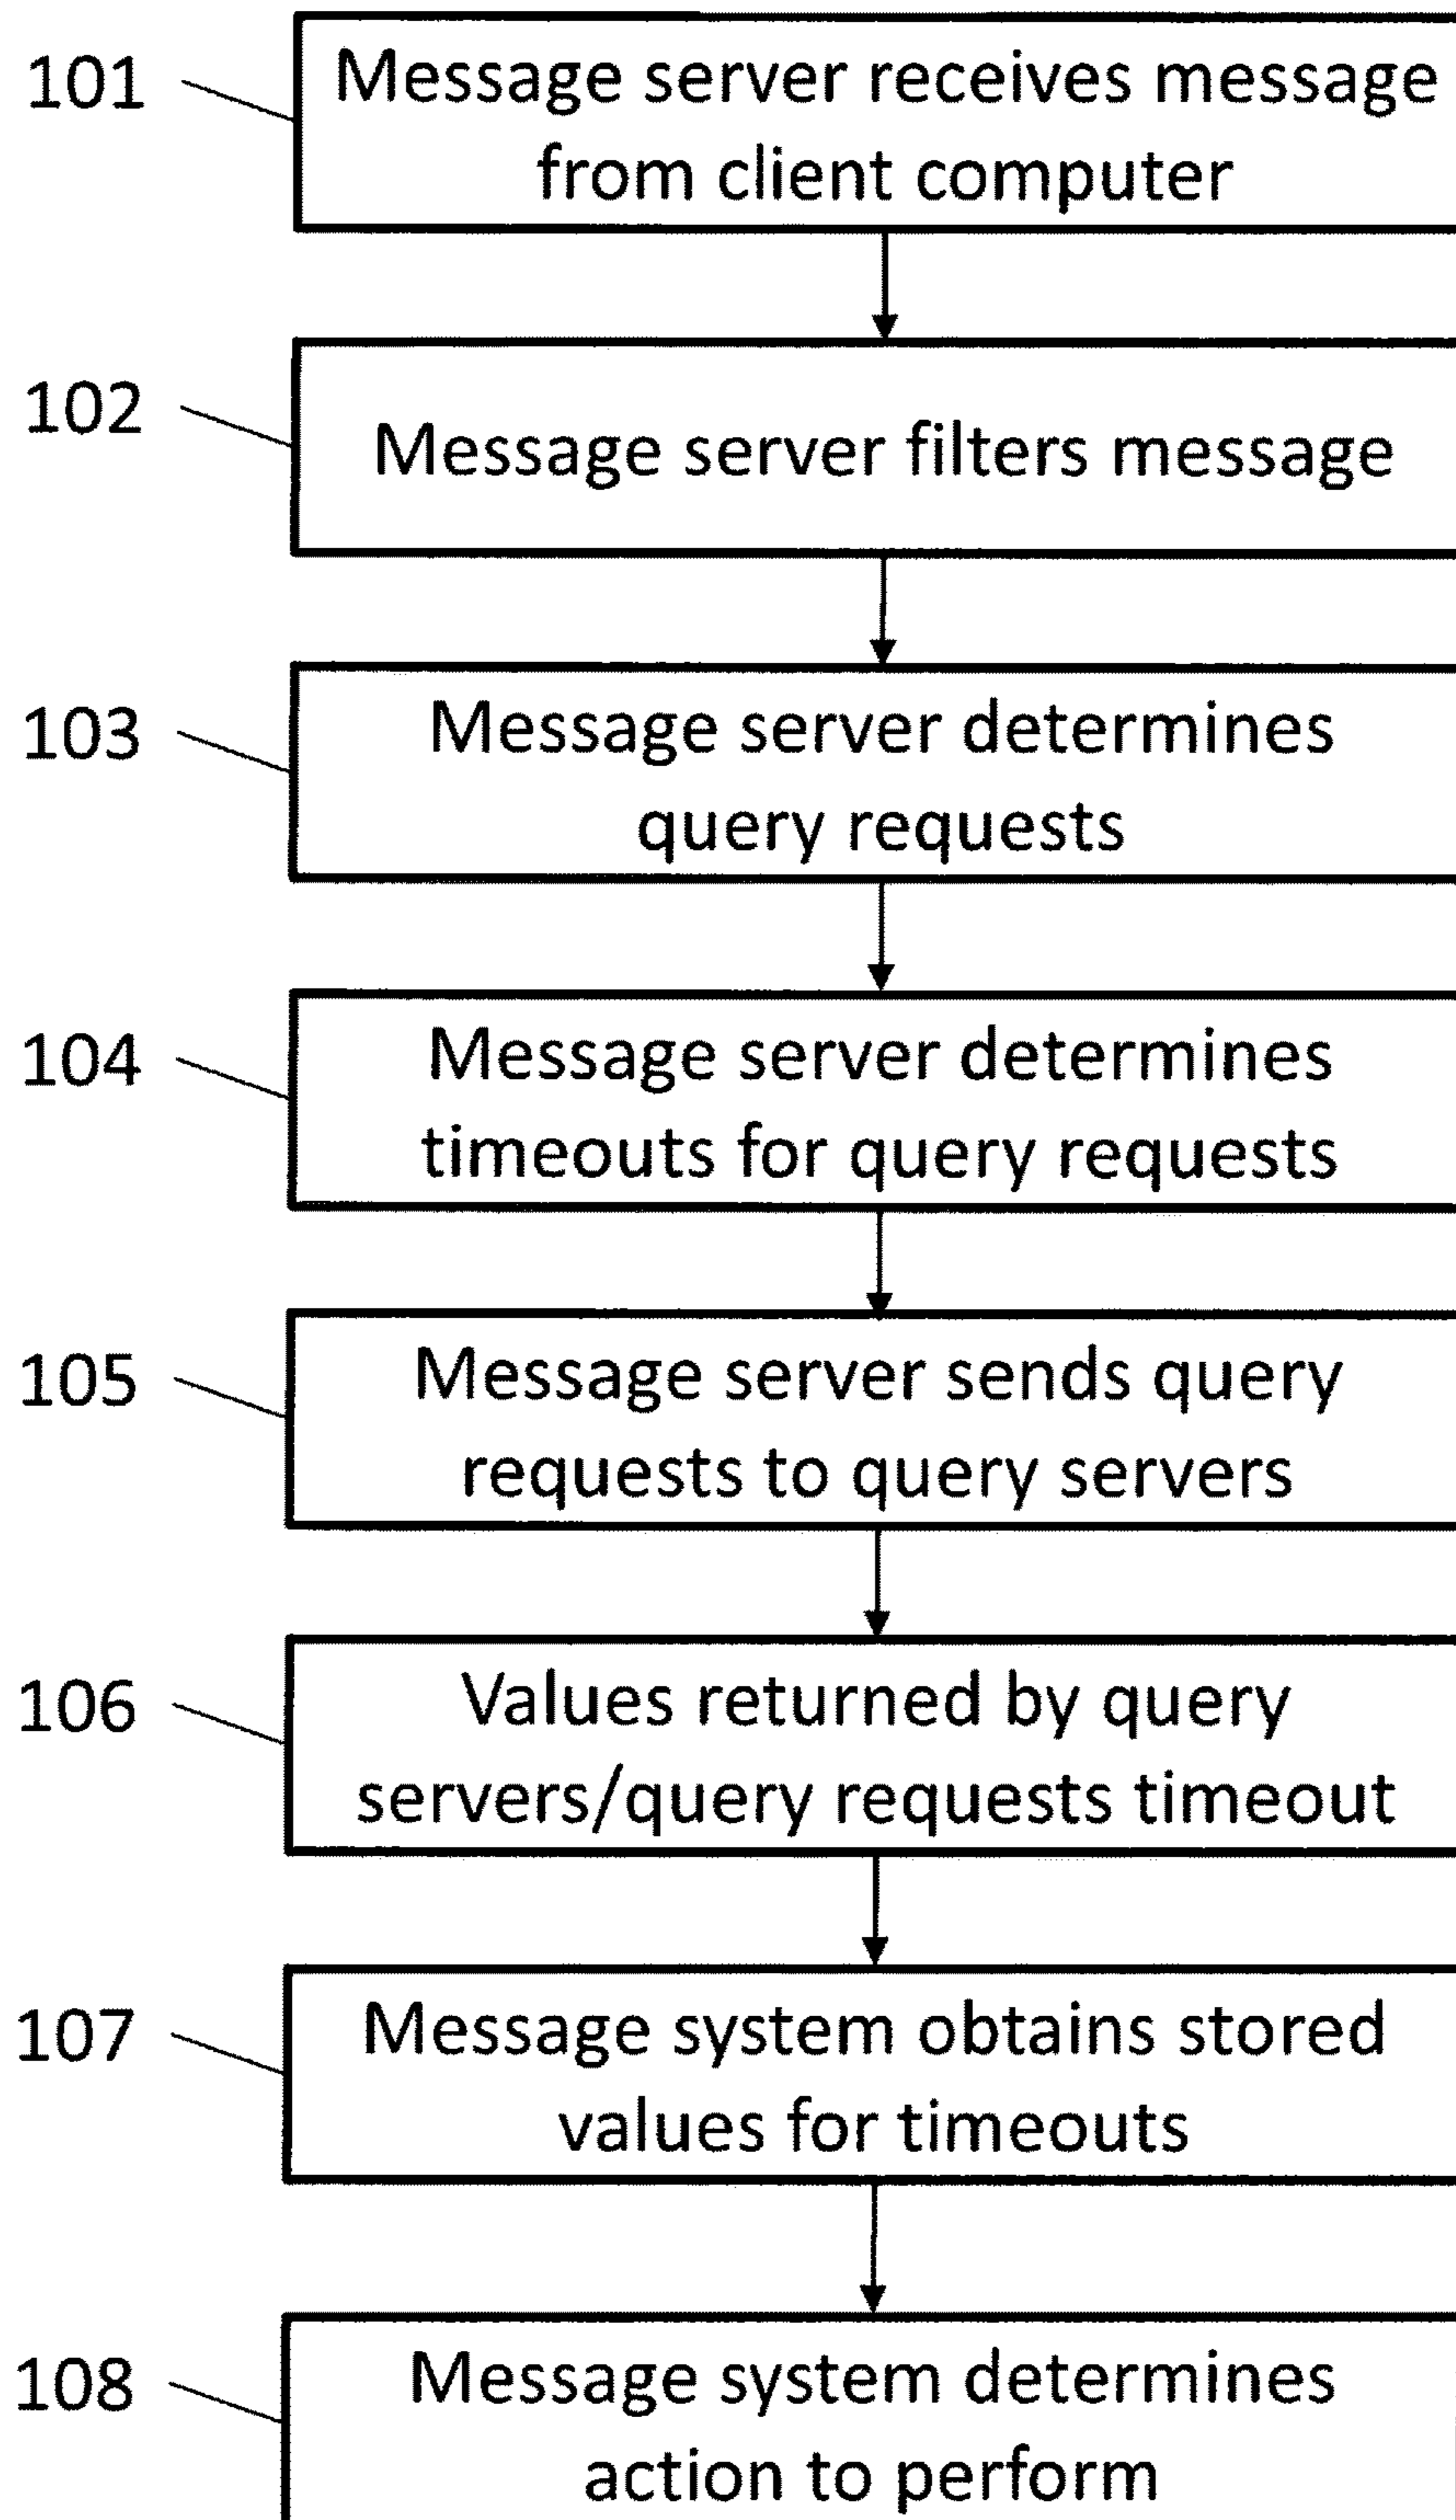 101
Message server receives message
from client computer
102
Message server filters message
103
Message server determines
query requests
104
Message server determines
timeouts for query requests
105
Message server sends query
requests to query servers
106
Values returned by query
servers/query requests timeout
107
Message system obtains stored
values for timeouts
108
Message system determines
action to perform